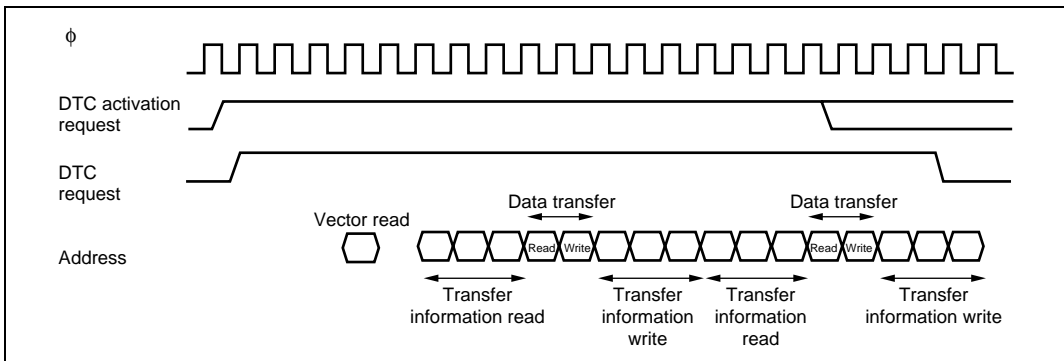 ϕ
DTC activation
request
DTC
request
Data transfer
Data transfer
Vector read
Read
Write
Read
Write
Address
Transfer
information read
Transfer
information
write
Transfer
information
read
Transfer
information write